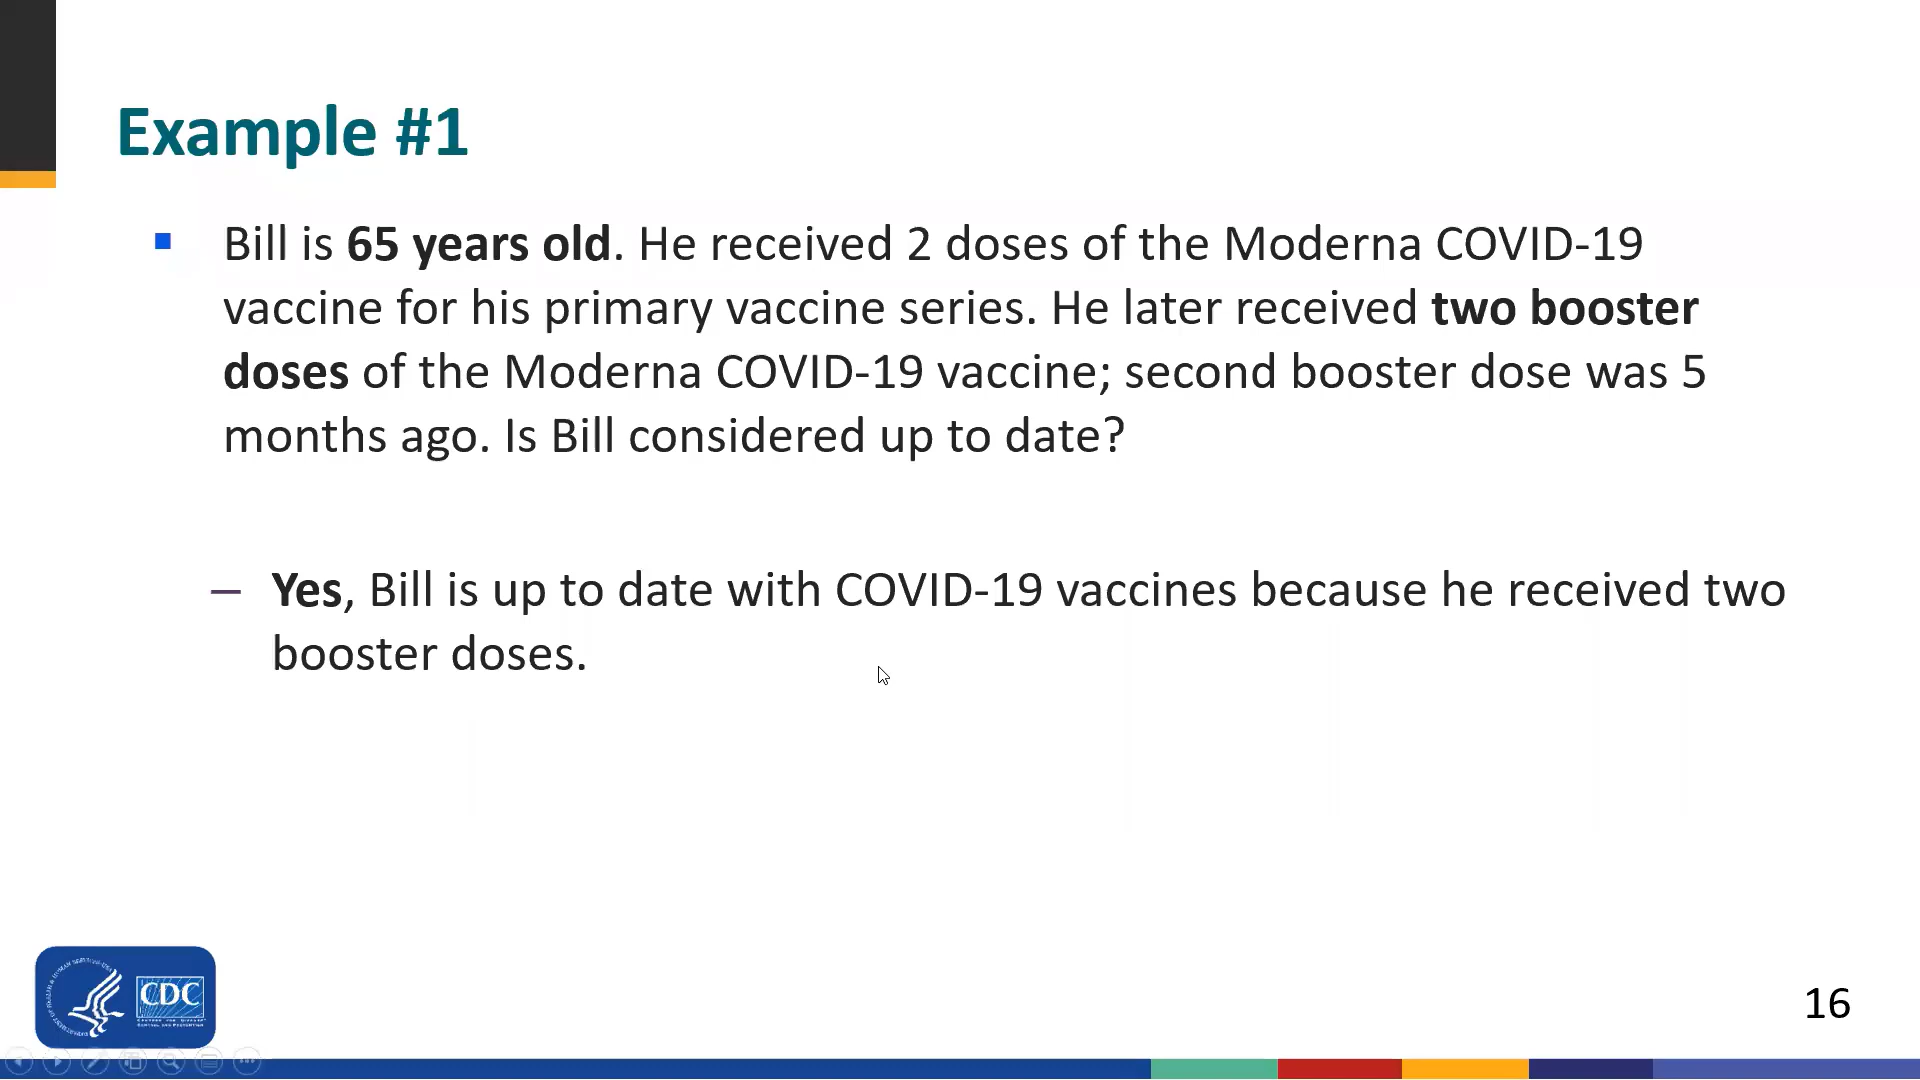 Example #1
Bill is 65 years old. He received 2 doses of the Moderna COVID-19
vaccine for his primary vaccine series. He later received two booster
doses of the Moderna COVID-19 vaccine; second booster dose was 5
months ago. Is Bill considered up to date?
– Yes, Bill is up to date with COVID-19 vaccines because he received two
booster doses.
CDC
16